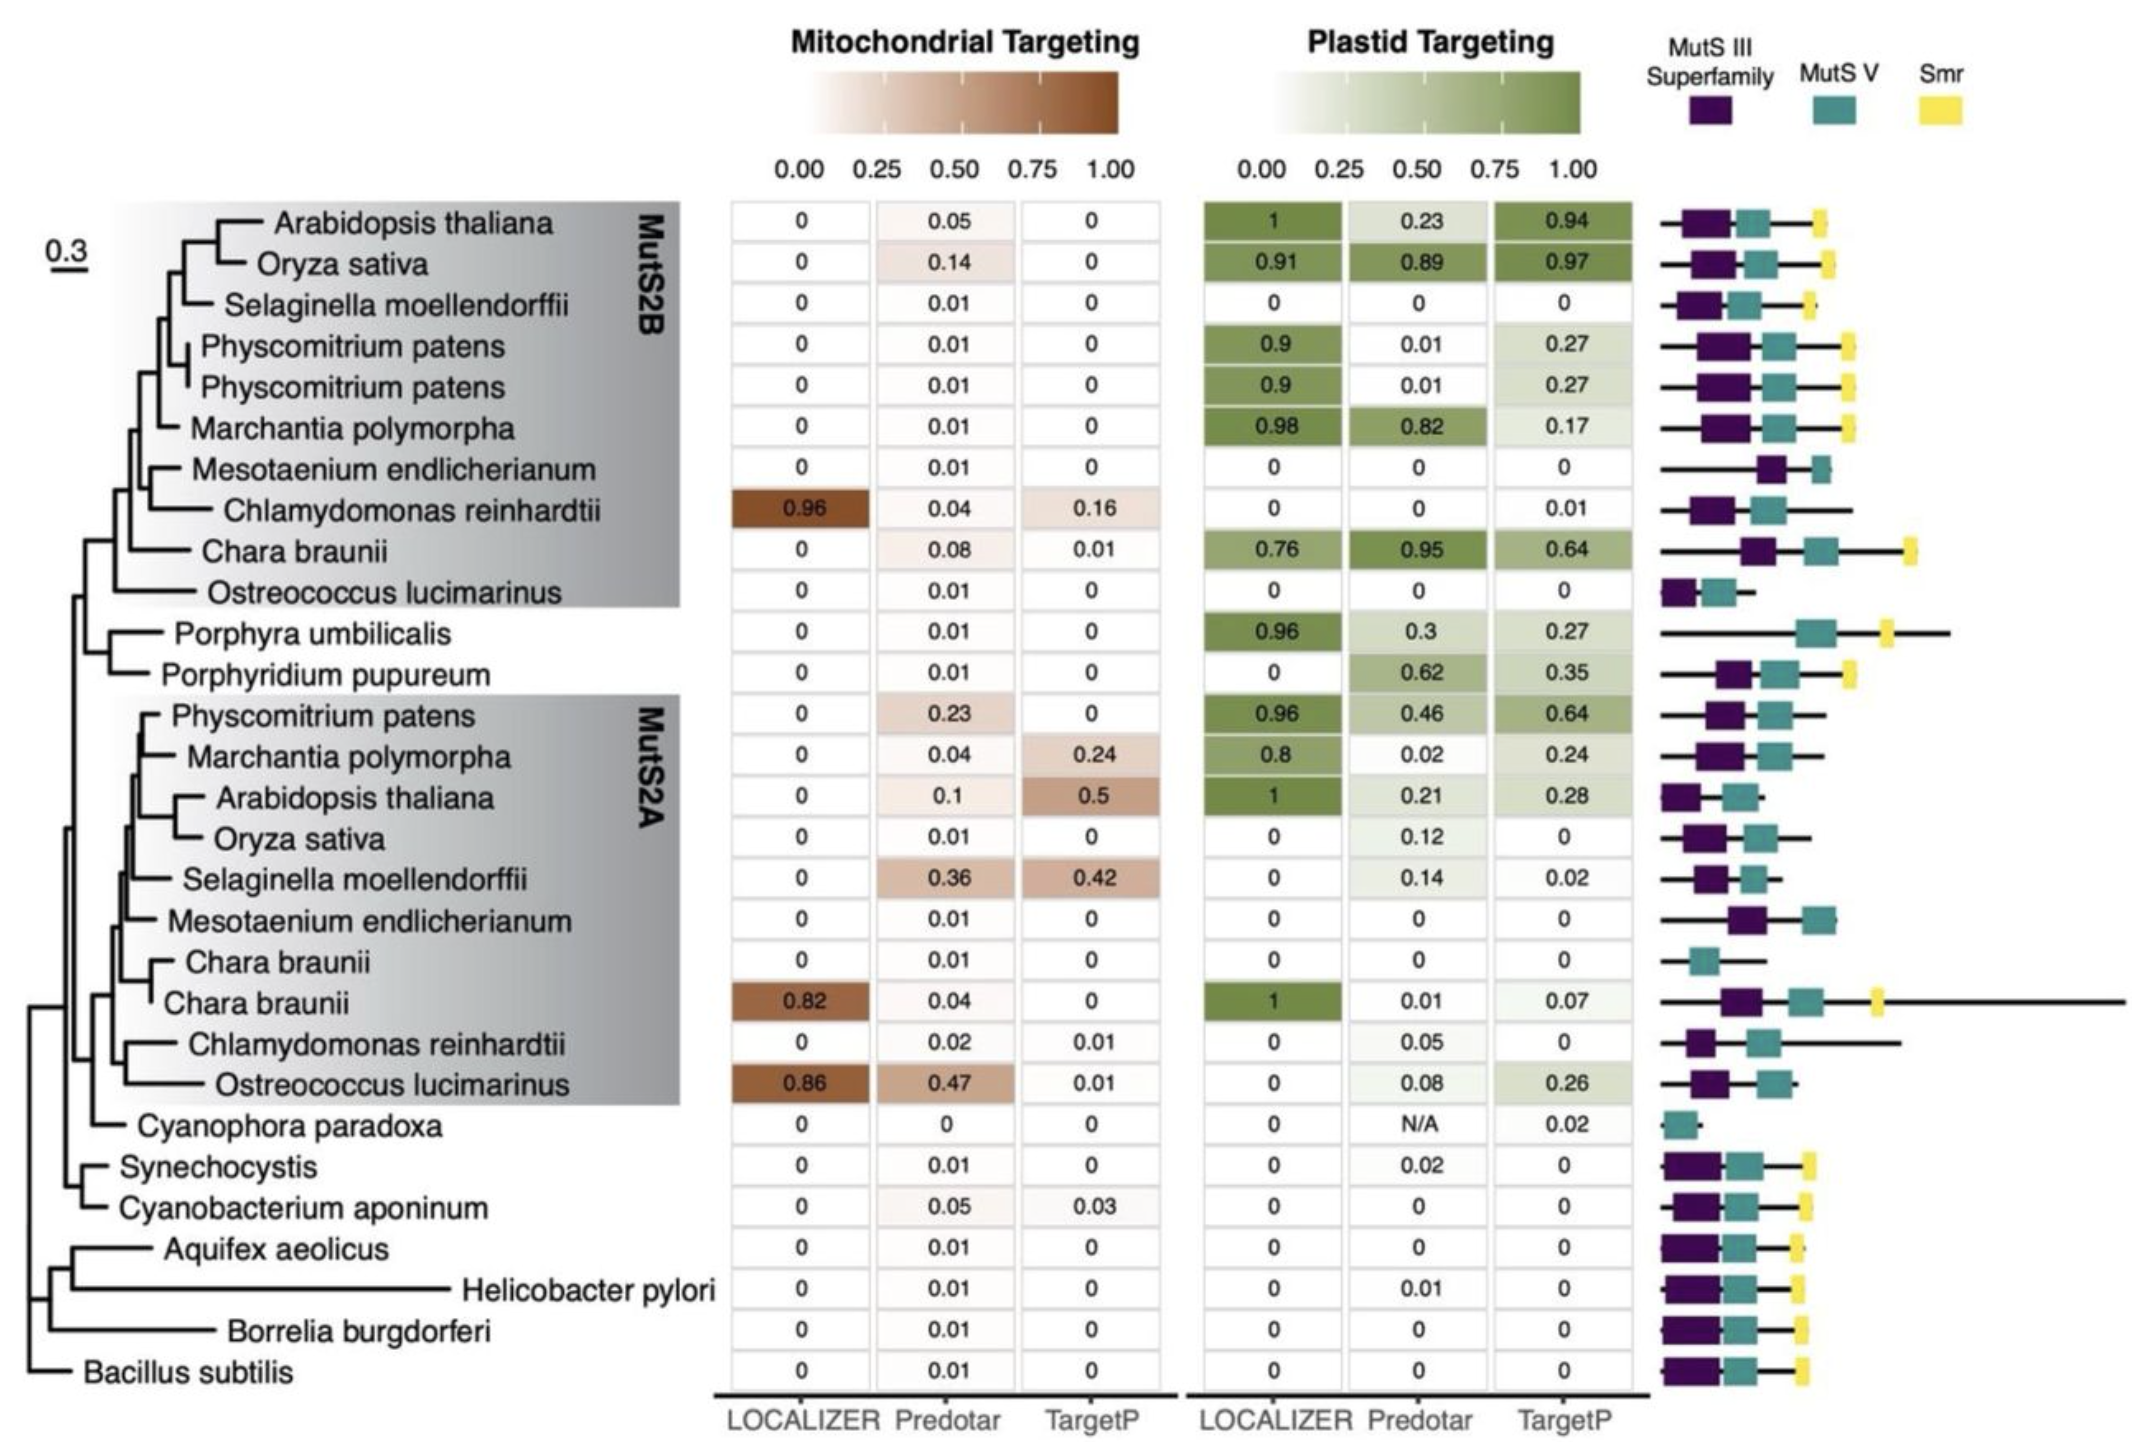 Mitochondrial Targeting
Plastid Targeting
MutS III
Superfamily
MutS V
Smr
0.00 0.25 0.50 0.75 1.00
0.00 0.25 0.50 0.75 1.00
0.3
MutS2B
Arabidopsis thaliana 0 0.05 0 1 0.23 0.94
Oryza sativa 0 0.14 0 0.91 0.89 0.97
Selaginella moellendorffii 0 0.01 0 0 0 0
Physcomitrium patens 0 0.01 0 0.9 0.01 0.27
Physcomitrium patens 0 0.01 0 0.9 0.01 0.27
Marchantia polymorpha 0 0.01 0 0.98 0.82 0.17
Mesotaenium endlicherianum 0 0.01 0 0 0 0
Chlamydomonas reinhardtii 0.96 0.04 0.16 0 0 0.01
Chara braunii 0 0.08 0.01 0.76 0.95 0.64
Ostreococcus lucimarinus 0 0.01 0 0 0 0
Porphyra umbilicalis 0 0.01 0 0.96 0.3 0.27
Porphyridium pupureum 0 0.01 0 0 0.62 0.35
MutS2A
Physcomitrium patens 0 0.23 0 0.96 0.46 0.64
Marchantia polymorpha 0 0.04 0.24 0.8 0.02 0.24
Arabidopsis thaliana 0 0.1 0.5 1 0.21 0.28
Oryza sativa 0 0.01 0 0 0.12 0
Selaginella moellendorffii 0 0.36 0.42 0 0.14 0.02
Mesotaenium endlicherianum 0 0.01 0 0 0 0
Chara braunii 0 0.01 0 0 0 0
Chara braunii 0.82 0.04 0 1 0.01 0.07
Chlamydomonas reinhardtii 0 0.02 0.01 0 0.05 0
Ostreococcus lucimarinus 0.86 0.47 0.01 0 0.08 0.26
Cyanophora paradoxa 0 0 0 0 N/A 0.02
Synechocystis 0 0.01 0 0 0.02 0
Cyanobacterium aponinum 0 0.05 0.03 0 0 0
Aquifex aeolicus 0 0.01 0 0 0 0
Helicobacter pylori 0 0.01 0 0 0.01 0
Borrelia burgdorferi 0 0.01 0 0 0 0
Bacillus subtilis 0 0.01 0 0 0 0
LOCALIZER Predotar TargetP LOCALIZER Predotar TargetP